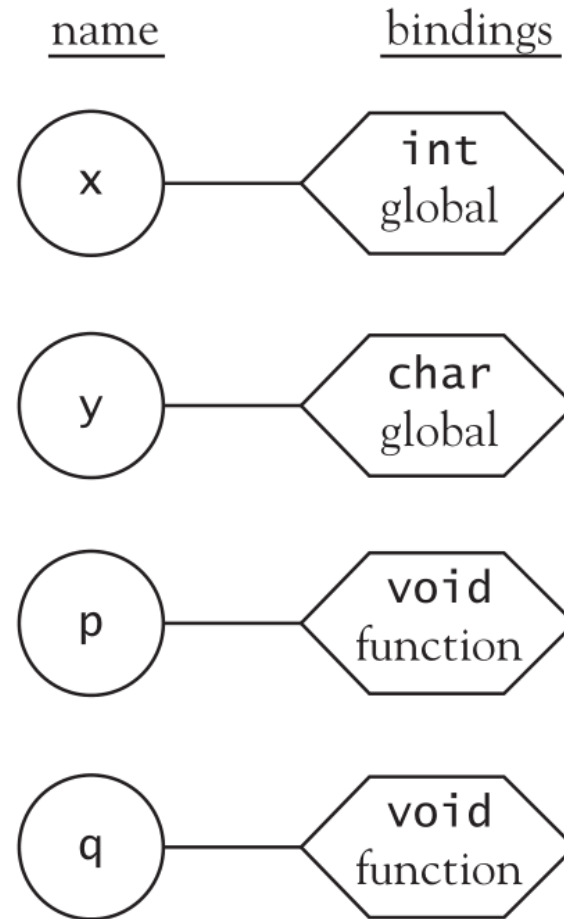 name bindings
x
int
global
y
char
global
p
void
function
q
void
function